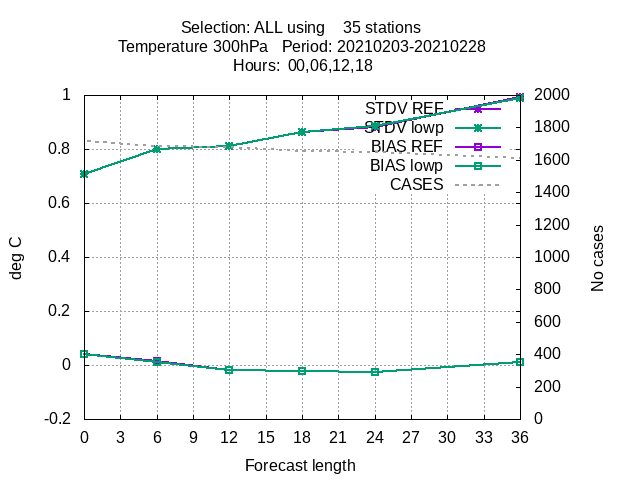 Selection: ALL using    35 stations
Temperature 300hPa   Period: 20210203-20210228
Hours:  00,06,12,18
1
0.8
0.6
0.4
0.2
0
-0.2
deg C
STDV REF
STDV lowp
BIAS REF
BIAS lowp
CASES
2000
1800
1600
1400
1200
1000
800
600
400
200
0
No cases
0 3 6 9 12 15 18 21 24 27 30 33 36
Forecast length